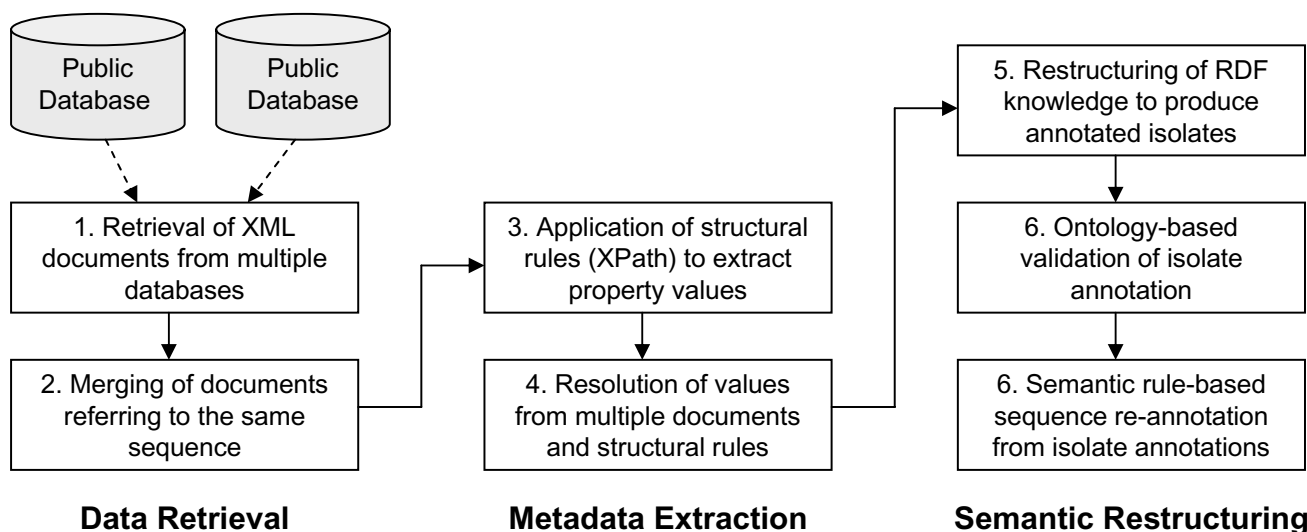 Public
Database
Public
Database
1. Retrieval of XML
documents from multiple
databases
2. Merging of documents
referring to the same
sequence
Data Retrieval
3. Application of structural
rules (XPath) to extract
property values
4. Resolution of values
from multiple documents
and structural rules
Metadata Extraction
5. Restructuring of RDF
knowledge to produce
annotated isolates
6. Ontology-based
validation of isolate
annotation
6. Semantic rule-based
sequence re-annotation
from isolate annotations
Semantic Restructuring